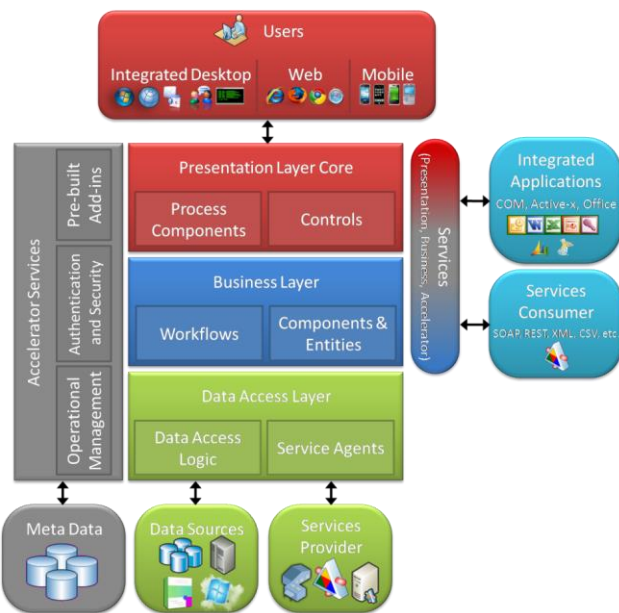 Users
Integrated Desktop
Web
Mobile
Accelerator Services
Pre-built
Add-ins
Authentication
and Security
Operational
Management
Presentation Layer Core
Process
Components
Controls
Business Layer
Workflows
Components &
Entities
Data Access Layer
Data Access
Logic
Service Agents
Services
(Presentation, Business, Accelerator)
Integrated
Applications
COM, Active-x, Office
Services
Consumer
SOAP, REST, XML, CSV, etc.
Meta Data
Data Sources
Services
Provider